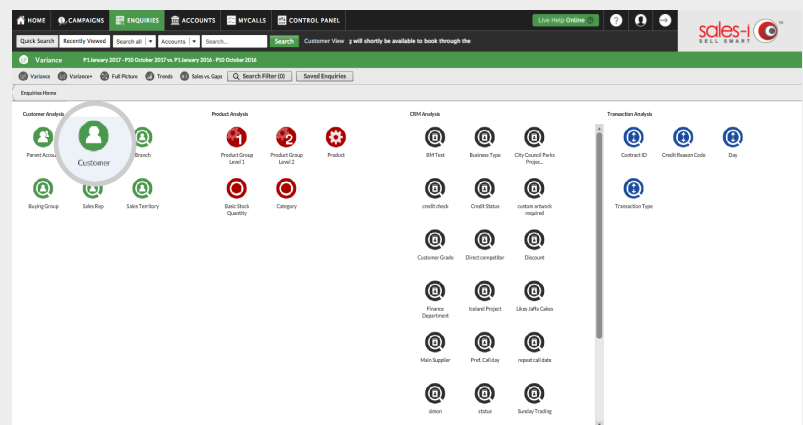 HOME CAMPAIGNS ENQUIRIES ACCOUNTS MYCALLS CONTROL PANEL Live Help Online ?
sales-i
SELL SMART
Quick Search Recently Viewed Search all Accounts Search... Search Customer View s will shortly be available to book through the
Variance P1 January 2017 - P10 October 2017 vs. P1 January 2016 - P10 October 2016
Variance Variance+ Full Picture Trends Sales vs. Gaps Search Filter (0) Saved Enquiries
Enquiries Home
Customer Analysis Product Analysis CRM Analysis Transaction Analysis
1 2
Parent Accou Customer Branch Product Group Level 1 Product Group Level 2 Product BM Test Business Type City Council Parks Projec... Contract ID Credit Reason Code Day
Buying Group Sales Rep Sales Territory Basic Stock Quantity Category credit check Credit Status custom artwork required Transaction Type
Customer Grade Direct competiter Discount
Finance Department Iceland Project Likes Jaffa Cakes
Main Supplier Pref. Call day repeat call date
simon status Sunday Trading